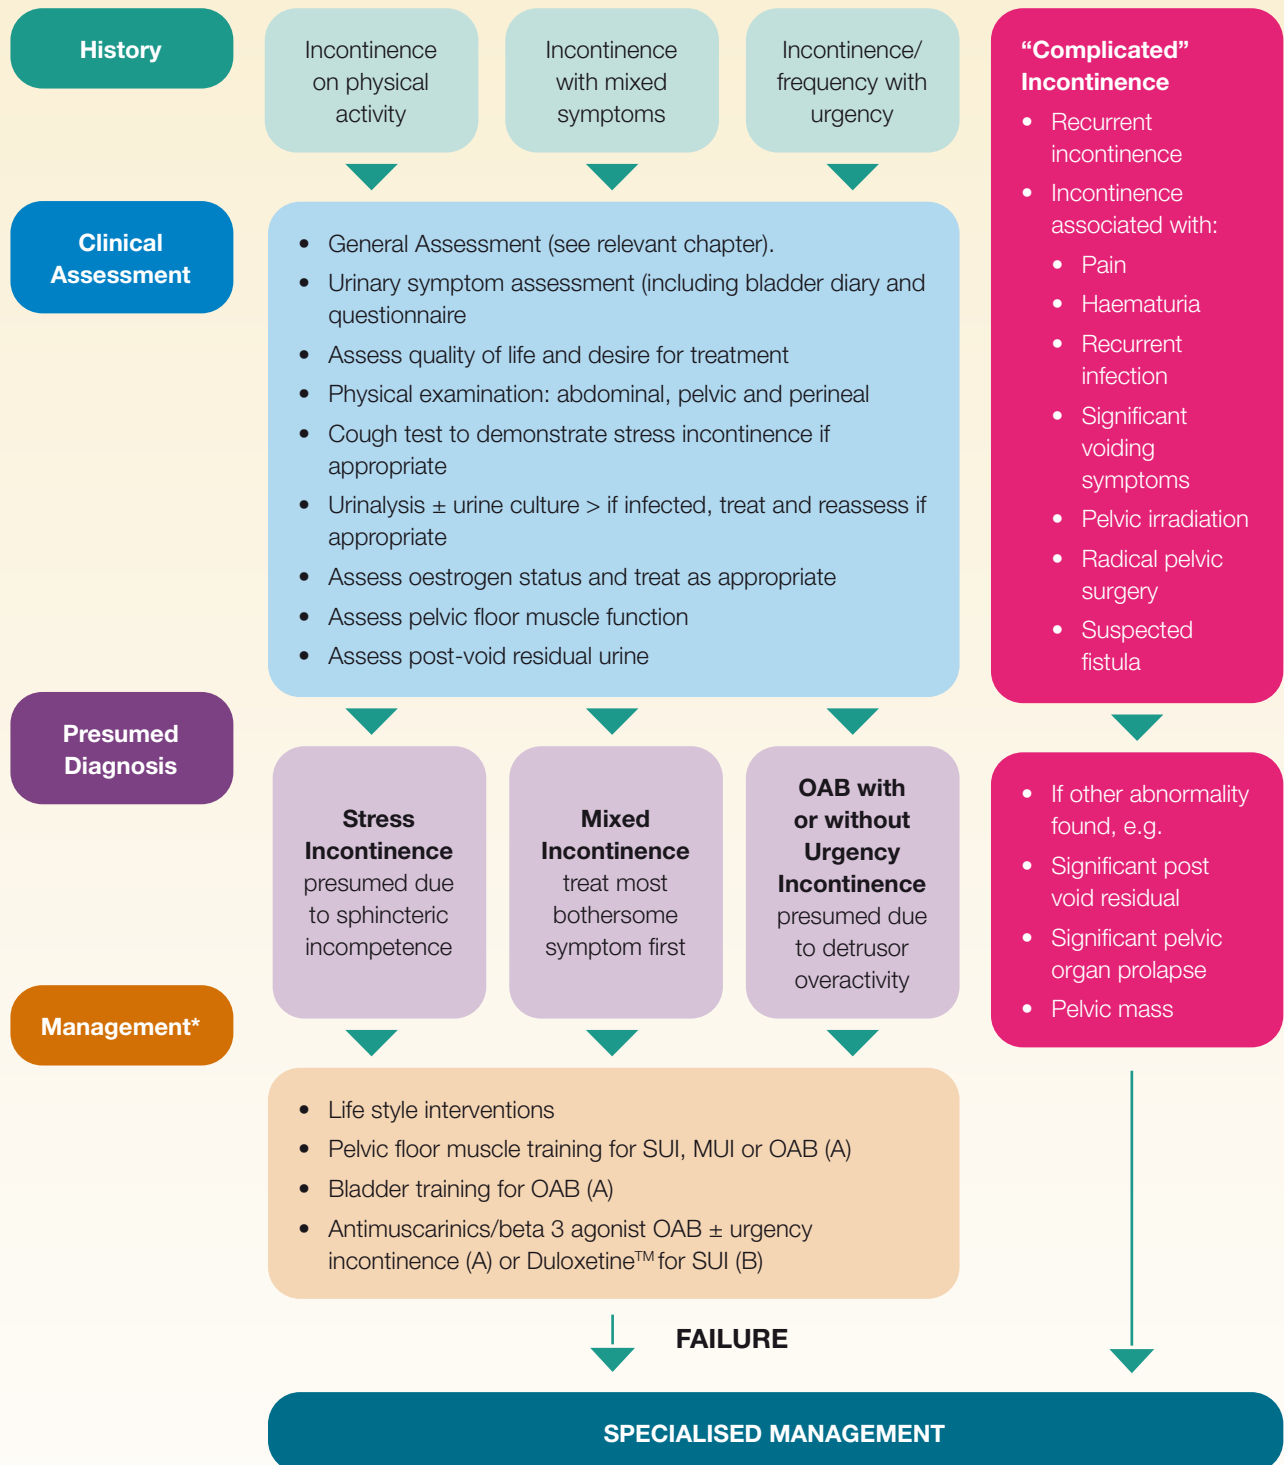 History
Incontinence
on physical
activity
Incontinence
with mixed
symptoms
Incontinence/
frequency with
urgency
“Complicated”
Incontinence
• Recurrent
incontinence
• Incontinence
associated with:
• Pain
• Haematuria
• Recurrent
infection
• Significant
voiding
symptoms
• Pelvic irradiation
• Radical pelvic
surgery
• Suspected
fistula
Clinical
Assessment
• General Assessment (see relevant chapter).
• Urinary symptom assessment (including bladder diary and
questionnaire
• Assess quality of life and desire for treatment
• Physical examination: abdominal, pelvic and perineal
• Cough test to demonstrate stress incontinence if
appropriate
• Urinalysis ± urine culture > if infected, treat and reassess if
appropriate
• Assess oestrogen status and treat as appropriate
• Assess pelvic floor muscle function
• Assess post-void residual urine
Presumed
Diagnosis
Stress
Incontinence
presumed due
to sphincteric
incompetence
Mixed
Incontinence
treat most
bothersome
symptom first
OAB with
or without
Urgency
Incontinence
presumed due
to detrusor
overactivity
• If other abnormality
found, e.g.
• Significant post
void residual
• Significant pelvic
organ prolapse
• Pelvic mass
Management*
• Life style interventions
• Pelvic floor muscle training for SUI, MUI or OAB (A)
• Bladder training for OAB (A)
• Antimuscarinics/beta 3 agonist OAB ± urgency
incontinence (A) or Duloxetine™ for SUI (B)
FAILURE
SPECIALISED MANAGEMENT